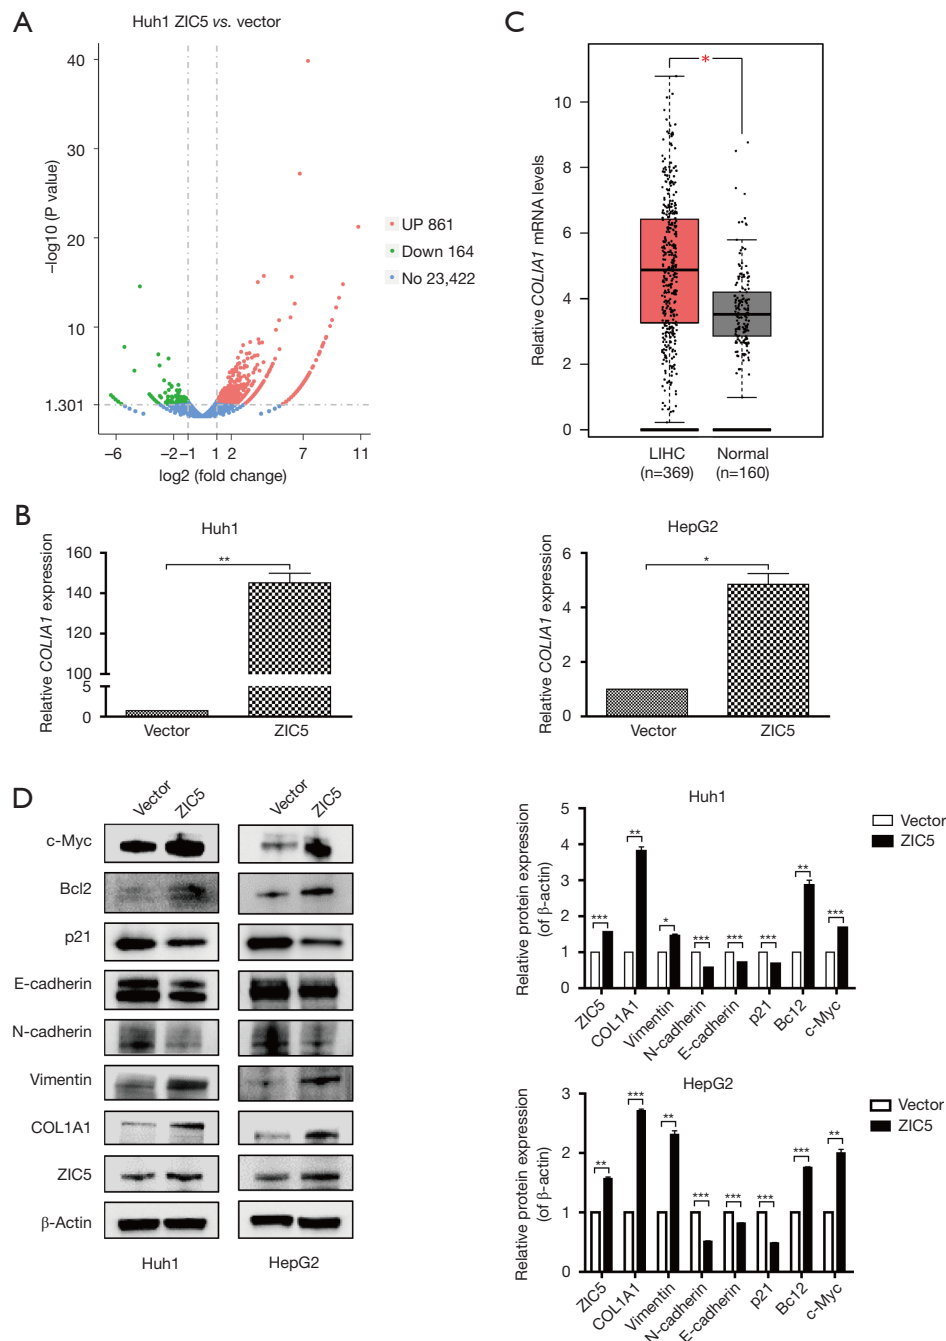 A
Huh1 ZIC5 vs. vector
–log10 (P value)
40
30
20
10
1.301
–6
–2
–1
1
2
7
11
log2 (fold change)
UP 861
Down 164
No 23,422
C
Relative COLIA1 mRNA levels
10
8
6
4
2
0
*
LIHC
(n=369)
Normal
(n=160)
B
Huh1
Relative COLIA1 expression
160
140
120
100
5
0
**
Vector
ZIC5
HepG2
Relative COLIA1 expression
6
4
2
0
*
Vector
ZIC5
D
Vector
ZIC5
Vector
ZIC5
c-Myc
Bcl2
p21
E-cadherin
N-cadherin
Vimentin
COL1A1
ZIC5
β-Actin
Huh1
HepG2
Huh1
Relative protein expression
(of β-actin)
5
4
3
2
1
0
*** ** * *** *** *** ** ***
ZIC5
COL1A1
Vimentin
N-cadherin
E-cadherin
p21
Bc12
c-Myc
Vector
ZIC5
HepG2
Relative protein expression
(of β-actin)
3
2
1
0
** *** ** *** *** *** *** **
ZIC5
COL1A1
Vimentin
N-cadherin
E-cadherin
p21
Bc12
c-Myc
Vector
ZIC5